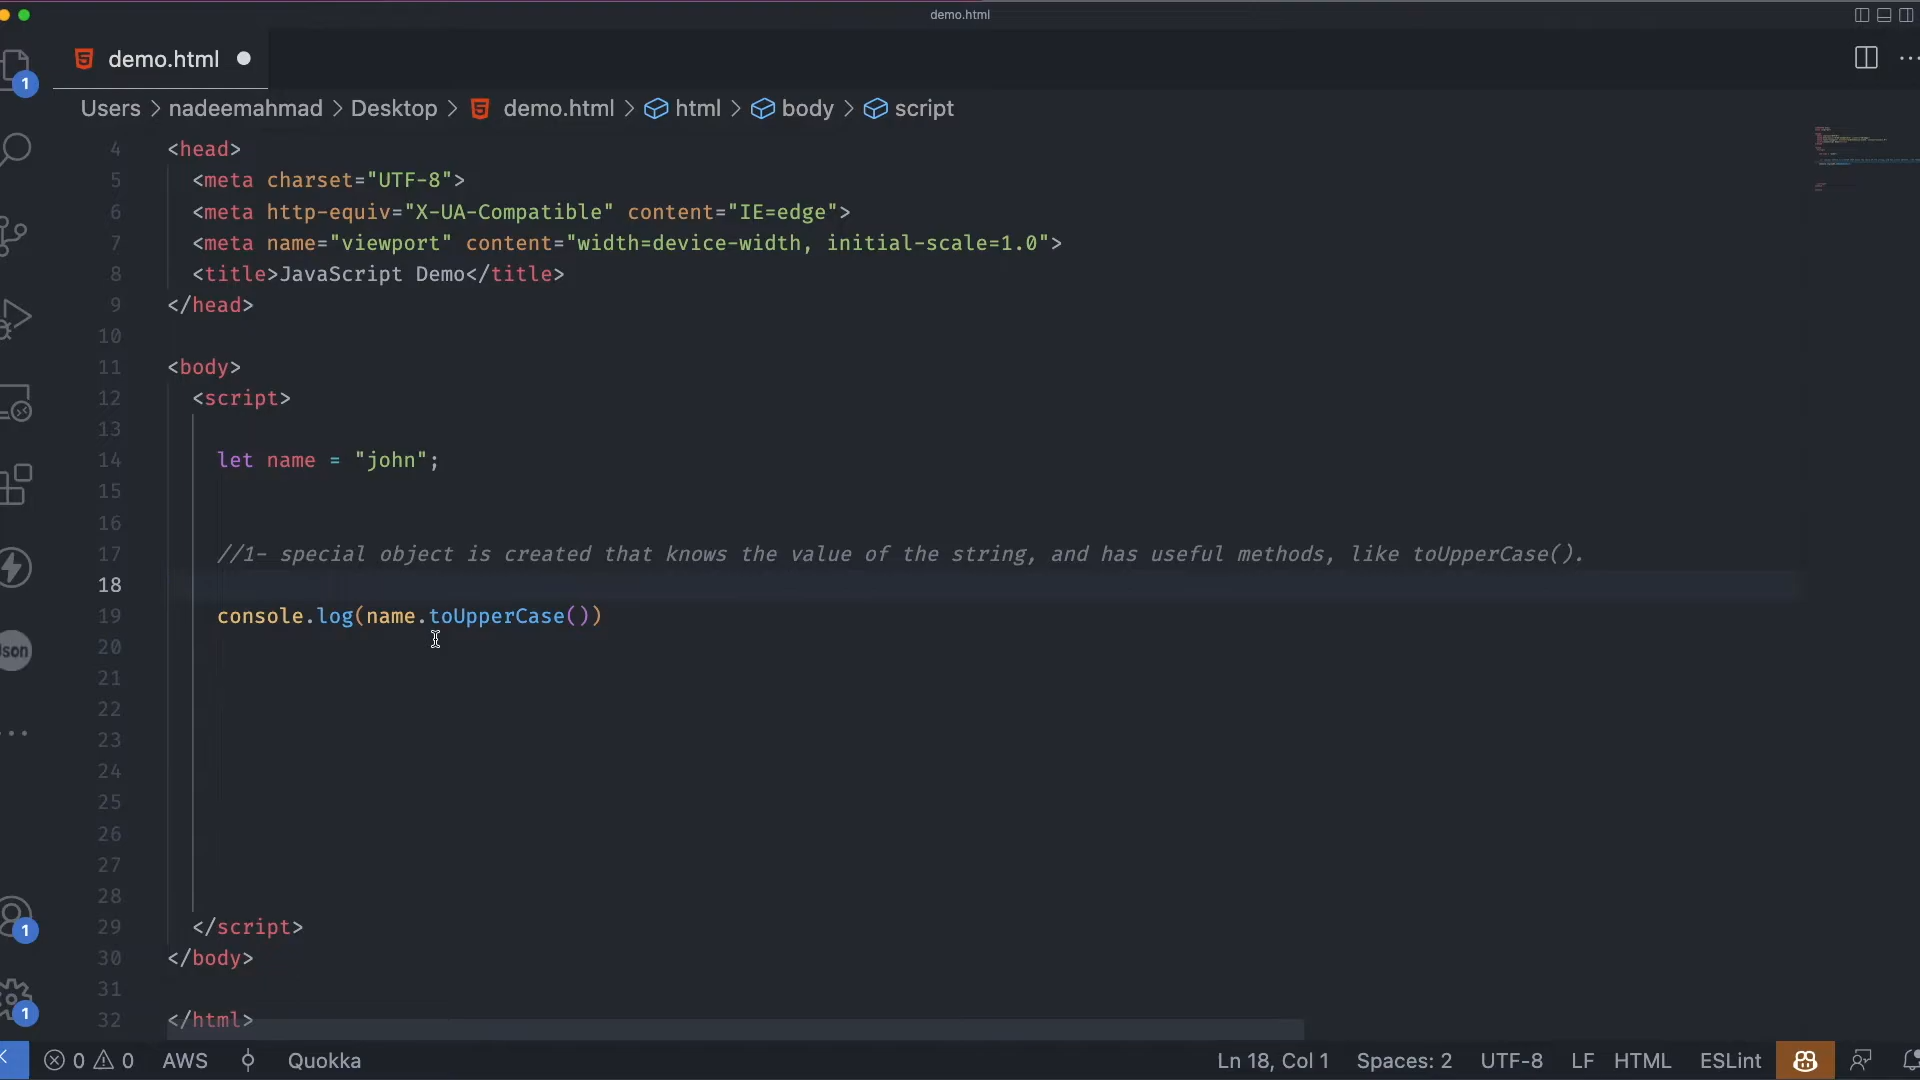 demo.html
demo.html
1
Users > nadeemahmad > Desktop > demo.html > html > body > script
4 <head>
5 <meta charset="UTF-8">
6 <meta http-equiv="X-UA-Compatible" content="IE=edge">
7 <meta name="viewport" content="width=device-width, initial-scale=1.0">
8 <title>JavaScript Demo</title>
9 </head>
10
11 <body>
12 <script>
13
14 let name = "john";
15
16
17 //1- special object is created that knows the value of the string, and has useful methods, like toUpperCase().
18
19 console.log(name.toUpperCase())
20
21
22
23
24
25
26
27
28
29 </script>
30 </body>
31
32 </html>
1
1
0 0 AWS Quokka Ln 18, Col 1 Spaces: 2 UTF-8 LF HTML ESLint